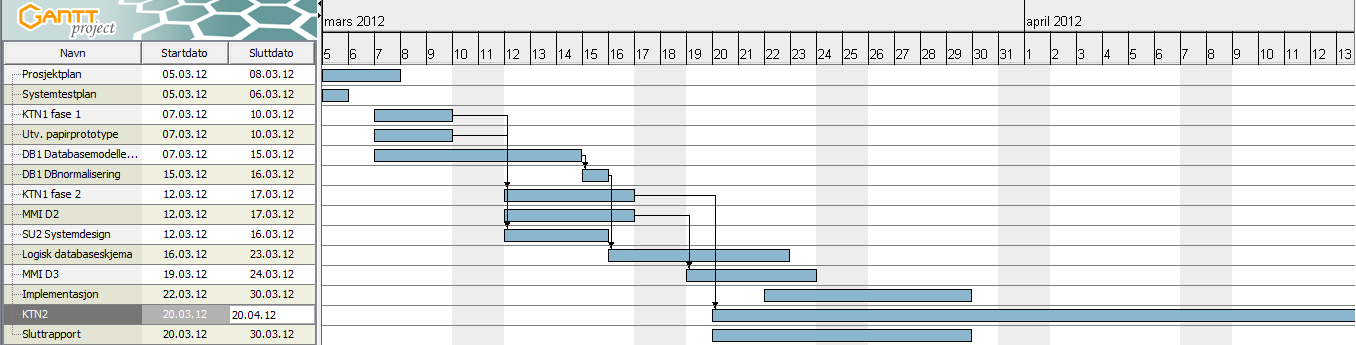 GANTT
project
mars 2012 april 2012
Navn Startdato Sluttdato
5 6 7 8 9 10 11 12 13 14 15 16 17 18 19 20 21 22 23 24 25 26 27 28 29 30 31 1 2 3 4 5 6 7 8 9 10 11 12 13
Prosjektplan 05.03.12 08.03.12
Systemtestplan 05.03.12 06.03.12
KTN1 fase 1 07.03.12 10.03.12
Utv. papirprototype 07.03.12 10.03.12
DB1 Databasemodelle... 07.03.12 15.03.12
DB1 DBnormalisering 15.03.12 16.03.12
KTN1 fase 2 12.03.12 17.03.12
MMI D2 12.03.12 17.03.12
SU2 Systemdesign 12.03.12 16.03.12
Logisk databaseskjema 16.03.12 23.03.12
MMI D3 19.03.12 24.03.12
Implementasjon 22.03.12 30.03.12
KTN2 20.03.12 20.04.12
Sluttrapport 20.03.12 30.03.12